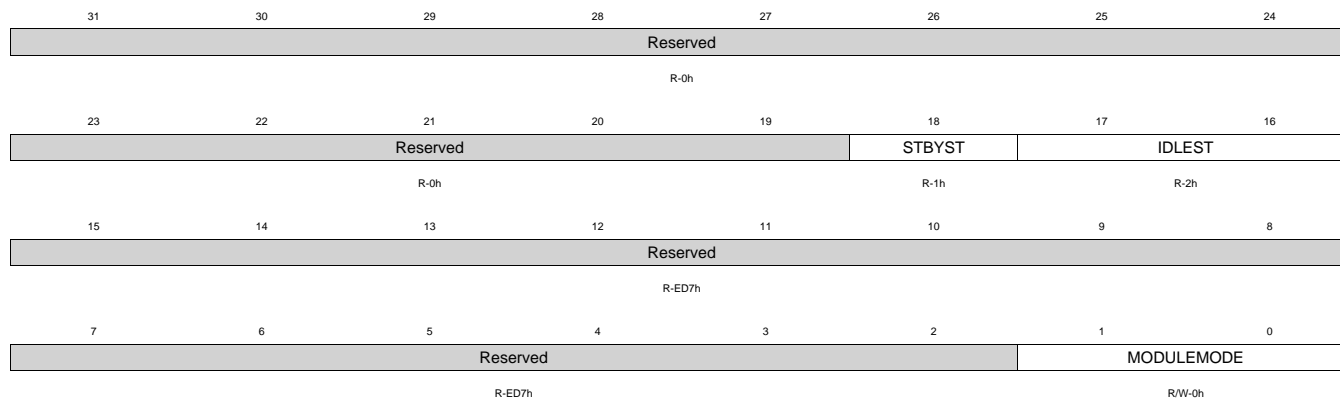 31 30 29 28 27 26 25 24
Reserved
R-0h
23 22 21 20 19 18 17 16
Reserved STBYST IDLEST
R-0h R-1h R-2h
15 14 13 12 11 10 9 8
Reserved
R-ED7h
7 6 5 4 3 2 1 0
Reserved MODULEMODE
R-ED7h R/W-0h